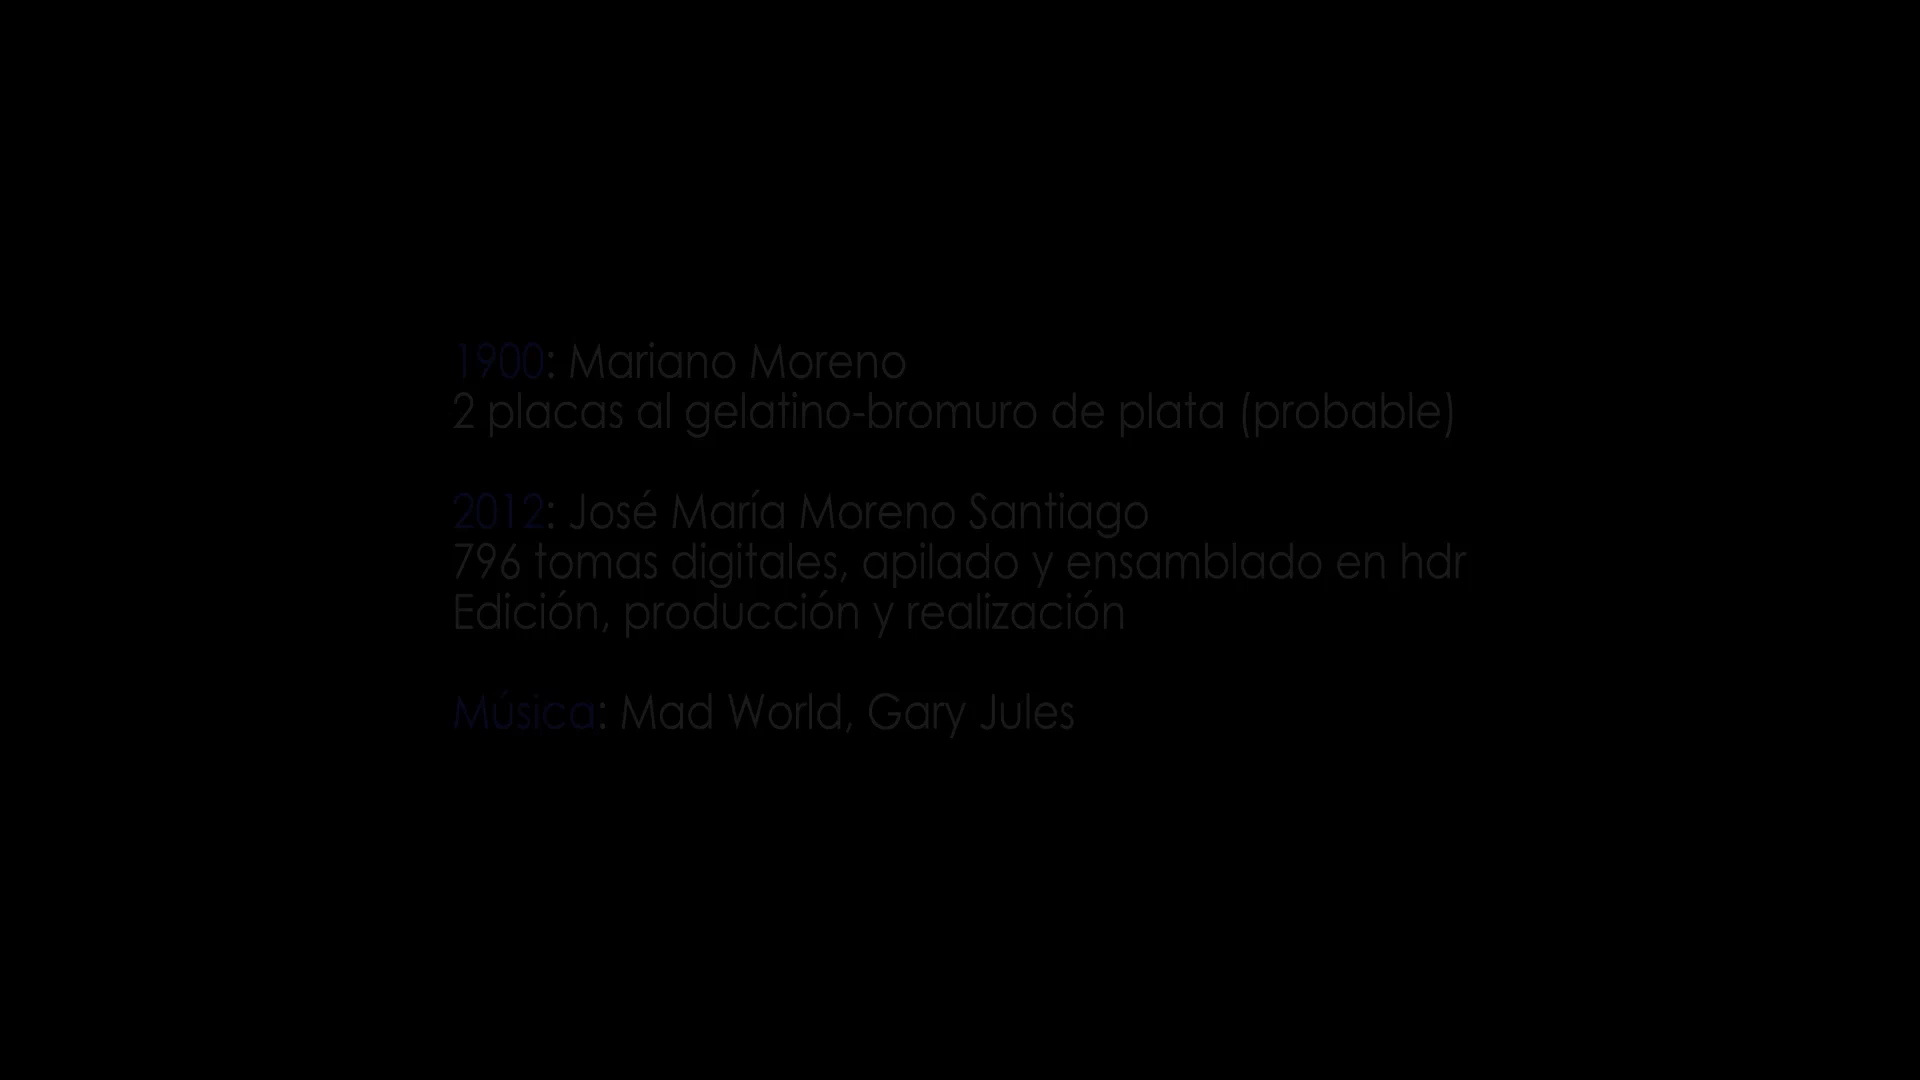 1900: Mariano Moreno
2 placas al gelatino-bromuro de plata (probable)
2012: José María Moreno Santiago
796 tomas digitales, apilado y ensamblado en hdr
Edición, producción y realización
Música: Mad World, Gary Jules